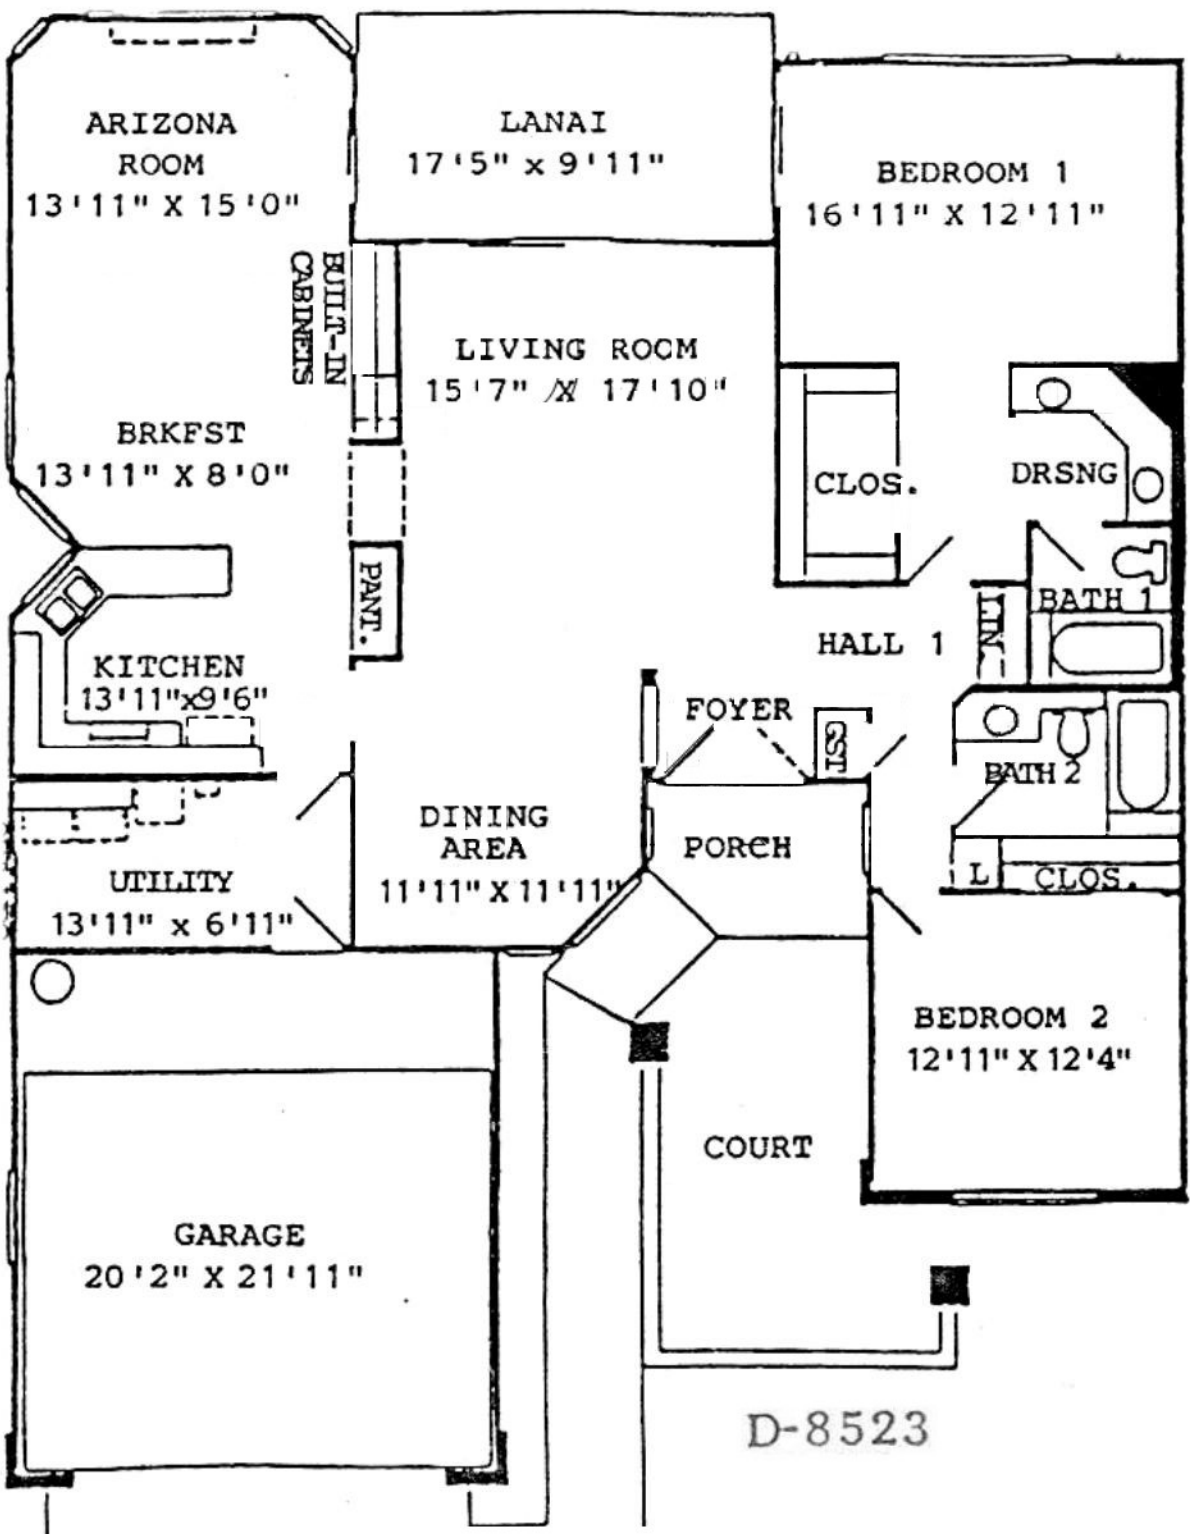 ARIZONA
ROOM
13'11" X 15'0"
LANAI
17'5" x 9'11"
BEDROOM 1
16'11" X 12'11"
BUILT-IN
CABINETS
LIVING ROOM
15'7" X 17'10"
BRKFST
13'11" X 8'0"
CLOS.
DRSNG
PANT.
BATH 1
LIN.
HALL 1
KITCHEN
13'11"x9'6"
FOYER
GST
BATH 2
DINING
AREA
11'11" X 11'11"
PORCH
UTILITY
13'11" x 6'11"
L
CLOS.
BEDROOM 2
12'11" X 12'4"
COURT
GARAGE
20'2" X 21'11"
D-8523